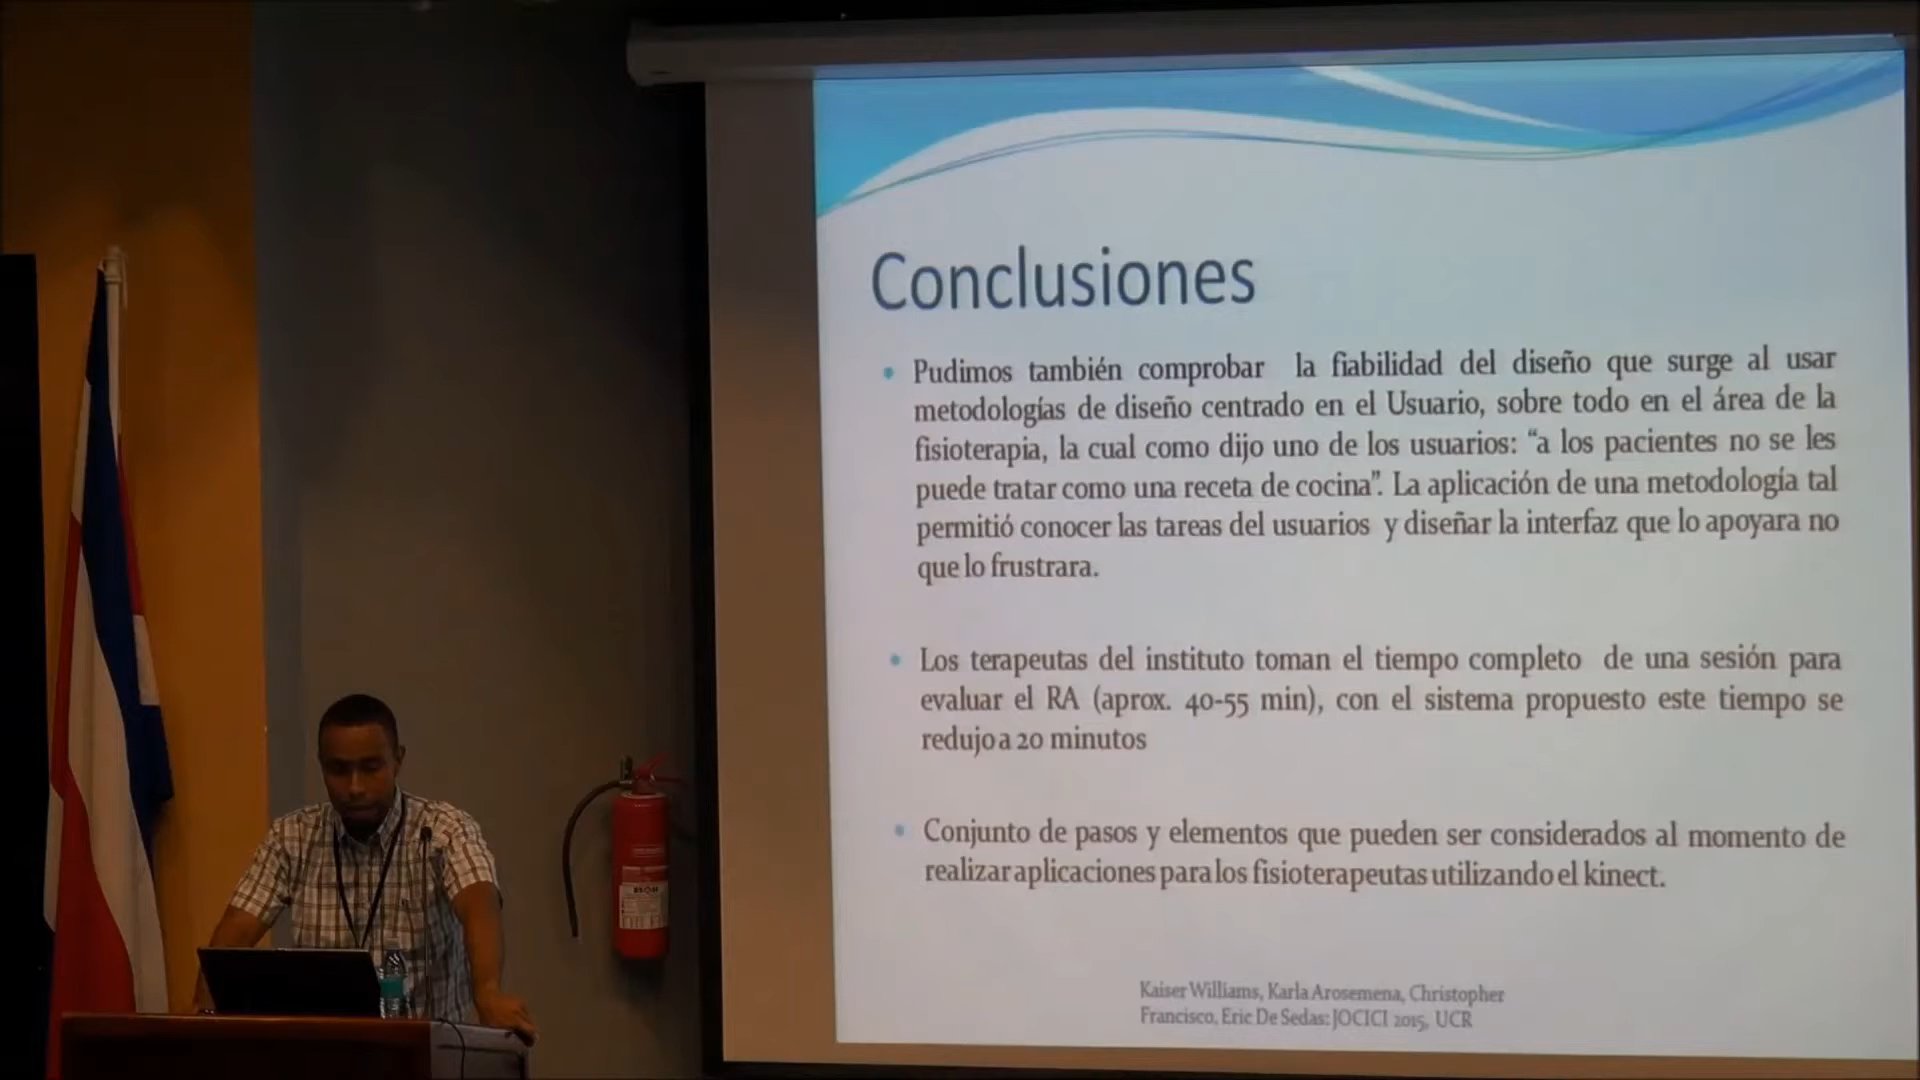 Conclusiones
Pudimos también comprobar la fiabilidad del diseño que surge al usar
metodologías de diseño centrado en el Usuario, sobre todo en el área de la
fisioterapia, la cual como dijo uno de los usuarios: “a los pacientes no se les
puede tratar como una receta de cocina”. La aplicación de una metodología tal
permitió conocer las tareas del usuarios y diseñar la interfaz que lo apoyara no
que lo frustrara.
Los terapeutas del instituto toman el tiempo completo de una sesión para
evaluar el RA (aprox. 40-55 min), con el sistema propuesto este tiempo se
redujo a 20 minutos
Conjunto de pasos y elementos que pueden ser considerados al momento de
realizar aplicaciones para los fisioterapeutas utilizando el kinect.
Kaiser Williams, Karla Arosemena, Christopher
Francisco, Eric De Sedas: JOCICI 2015, UCR